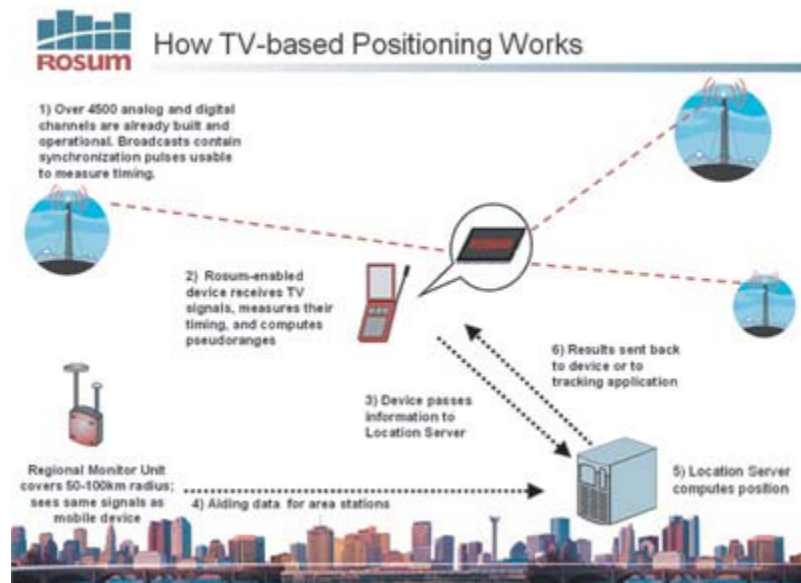 ROSUM
How TV-based Positioning Works
1) Over 4500 analog and digital
channels are already built and
operational. Broadcasts contain
synchronization pulses usable
to measure timing.
2) Rosum-enabled
device receives TV
signals, measures their
timing, and computes
pseudoranges
6) Results sent back
to device or to
tracking application
3) Device passes
information to
Location Server
Regional Monitor Unit
covers 50-100km radius;
sees same signals as
mobile device
4) Aiding data for area stations
5) Location Server
computes position